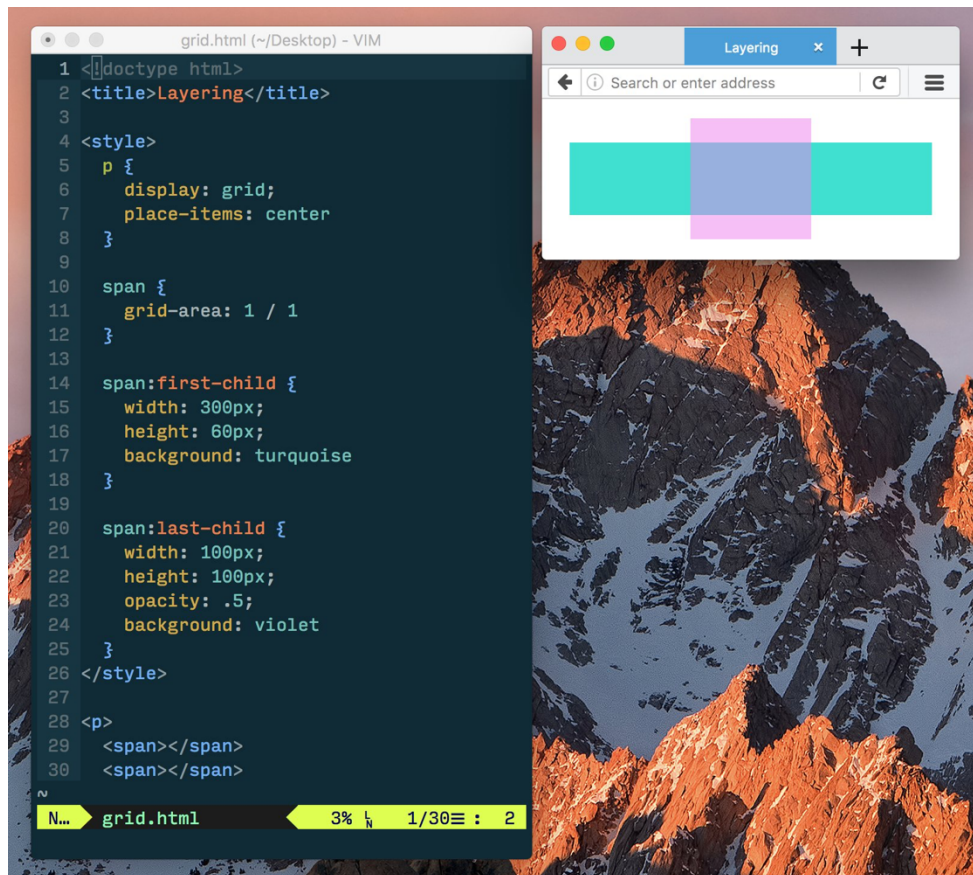 grid.html (~/Desktop) - VIM
1 <!doctype html>
2 <title>Layering</title>
3
4 <style>
5   p {
6     display: grid;
7     place-items: center
8   }
9
10   span {
11     grid-area: 1 / 1
12   }
13
14   span:first-child {
15     width: 300px;
16     height: 60px;
17     background: turquoise
18   }
19
20   span:last-child {
21     width: 100px;
22     height: 100px;
23     opacity: .5;
24     background: violet
25   }
26 </style>
27
28 <p>
29   <span></span>
30   <span></span>
~
N… grid.html 3% LN 1/30≡ : 2
Layering × +
Search or enter address